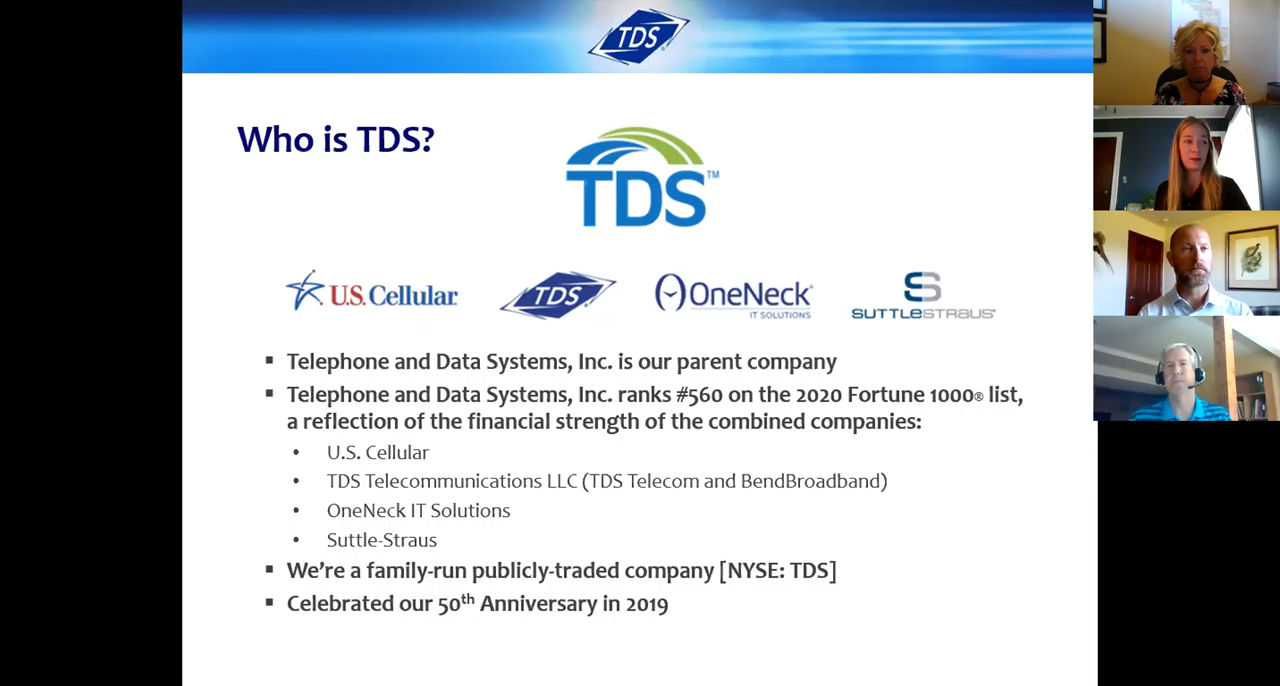 TDS
Who is TDS?
TDS™
U.S. Cellular
TDS®
OneNeck®
IT SOLUTIONS
SUTTLESTRAUS®
▪ Telephone and Data Systems, Inc. is our parent company
▪ Telephone and Data Systems, Inc. ranks #560 on the 2020 Fortune 1000® list,
a reflection of the financial strength of the combined companies:
• U.S. Cellular
• TDS Telecommunications LLC (TDS Telecom and BendBroadband)
• OneNeck IT Solutions
• Suttle-Straus
▪ We’re a family-run publicly-traded company [NYSE: TDS]
▪ Celebrated our 50th Anniversary in 2019